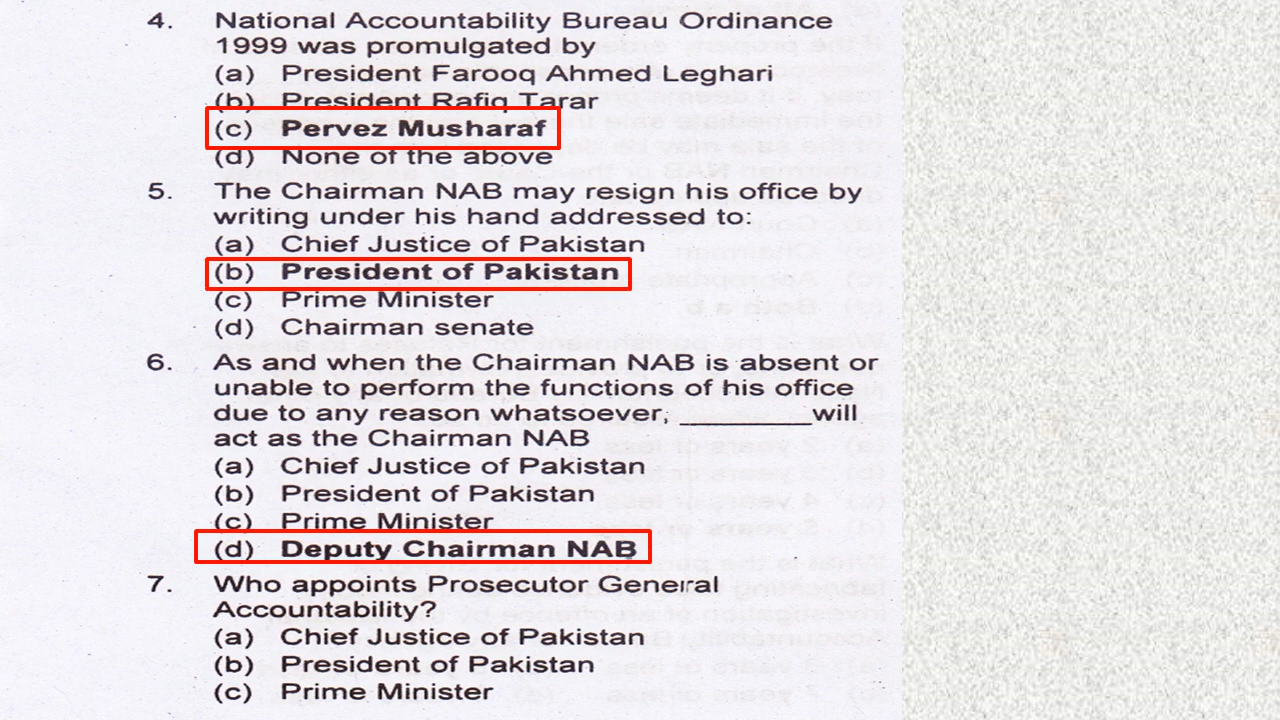 4. National Accountability Bureau Ordinance
1999 was promulgated by
(a) President Farooq Ahmed Leghari
(b) President Rafiq Tarar
(c) Pervez Musharaf
(d) None of the above
5. The Chairman NAB may resign his office by
writing under his hand addressed to:
(a) Chief Justice of Pakistan
(b) President of Pakistan
(c) Prime Minister
(d) Chairman senate
6. As and when the Chairman NAB is absent or
unable to perform the functions of his office
due to any reason whatsoever, _________will
act as the Chairman NAB
(a) Chief Justice of Pakistan
(b) President of Pakistan
(c) Prime Minister
(d) Deputy Chairman NAB
7. Who appoints Prosecutor General
Accountability?
(a) Chief Justice of Pakistan
(b) President of Pakistan
(c) Prime Minister